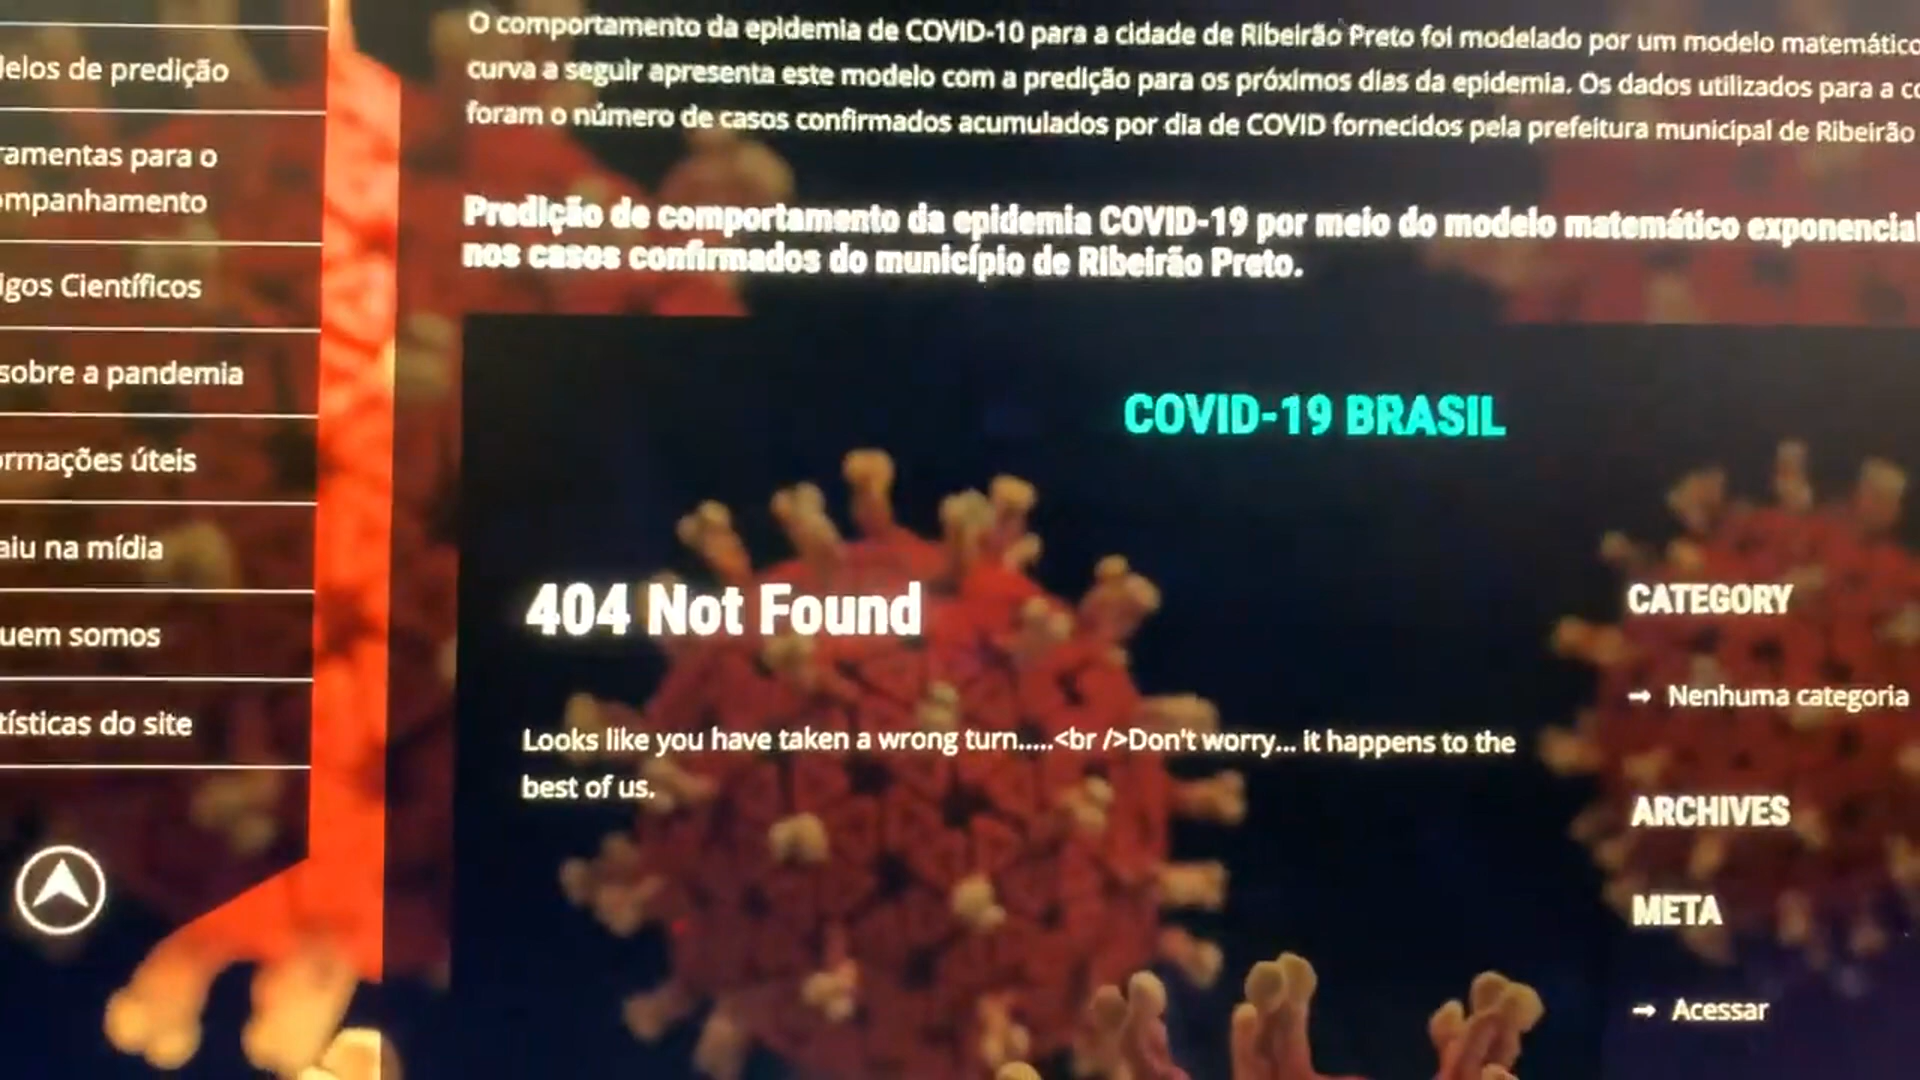 O comportamento da epidemia de COVID-10 para a cidade de Ribeirão Preto foi modelado por um modelo matemático
curva a seguir apresenta este modelo com a predição para os próximos dias da epidemia. Os dados utilizados para a
foram o número de casos confirmados acumulados por dia de COVID fornecidos pela prefeitura municipal de Ribeirão
Predição de comportamento da epidemia COVID-19 por meio do modelo matemático exponencial
nos casos confirmados do município de Ribeirão Preto.
elos de predição
ramentas para o
ompanhamento
igos Científicos
sobre a pandemia
ormações úteis
aiu na mídia
uem somos
tísticas do site
COVID-19 BRASIL
404 Not Found
Looks like you have taken a wrong turn.....<br />Don't worry... it happens to the
best of us.
CATEGORY
→ Nenhuma categoria
ARCHIVES
META
→ Acessar